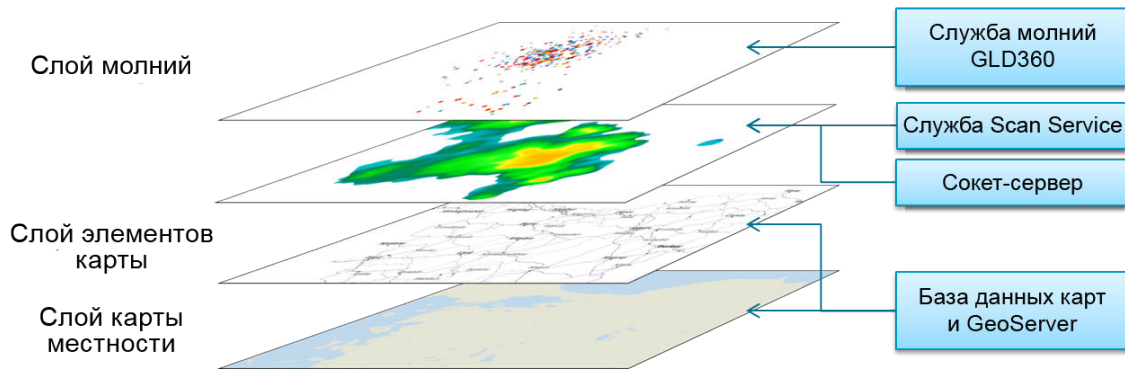 Слой молний
Служба молний
GLD360
Служба Scan Service
Сокет-сервер
Слой элементов
карты
Слой карты
местности
База данных карт
и GeoServer